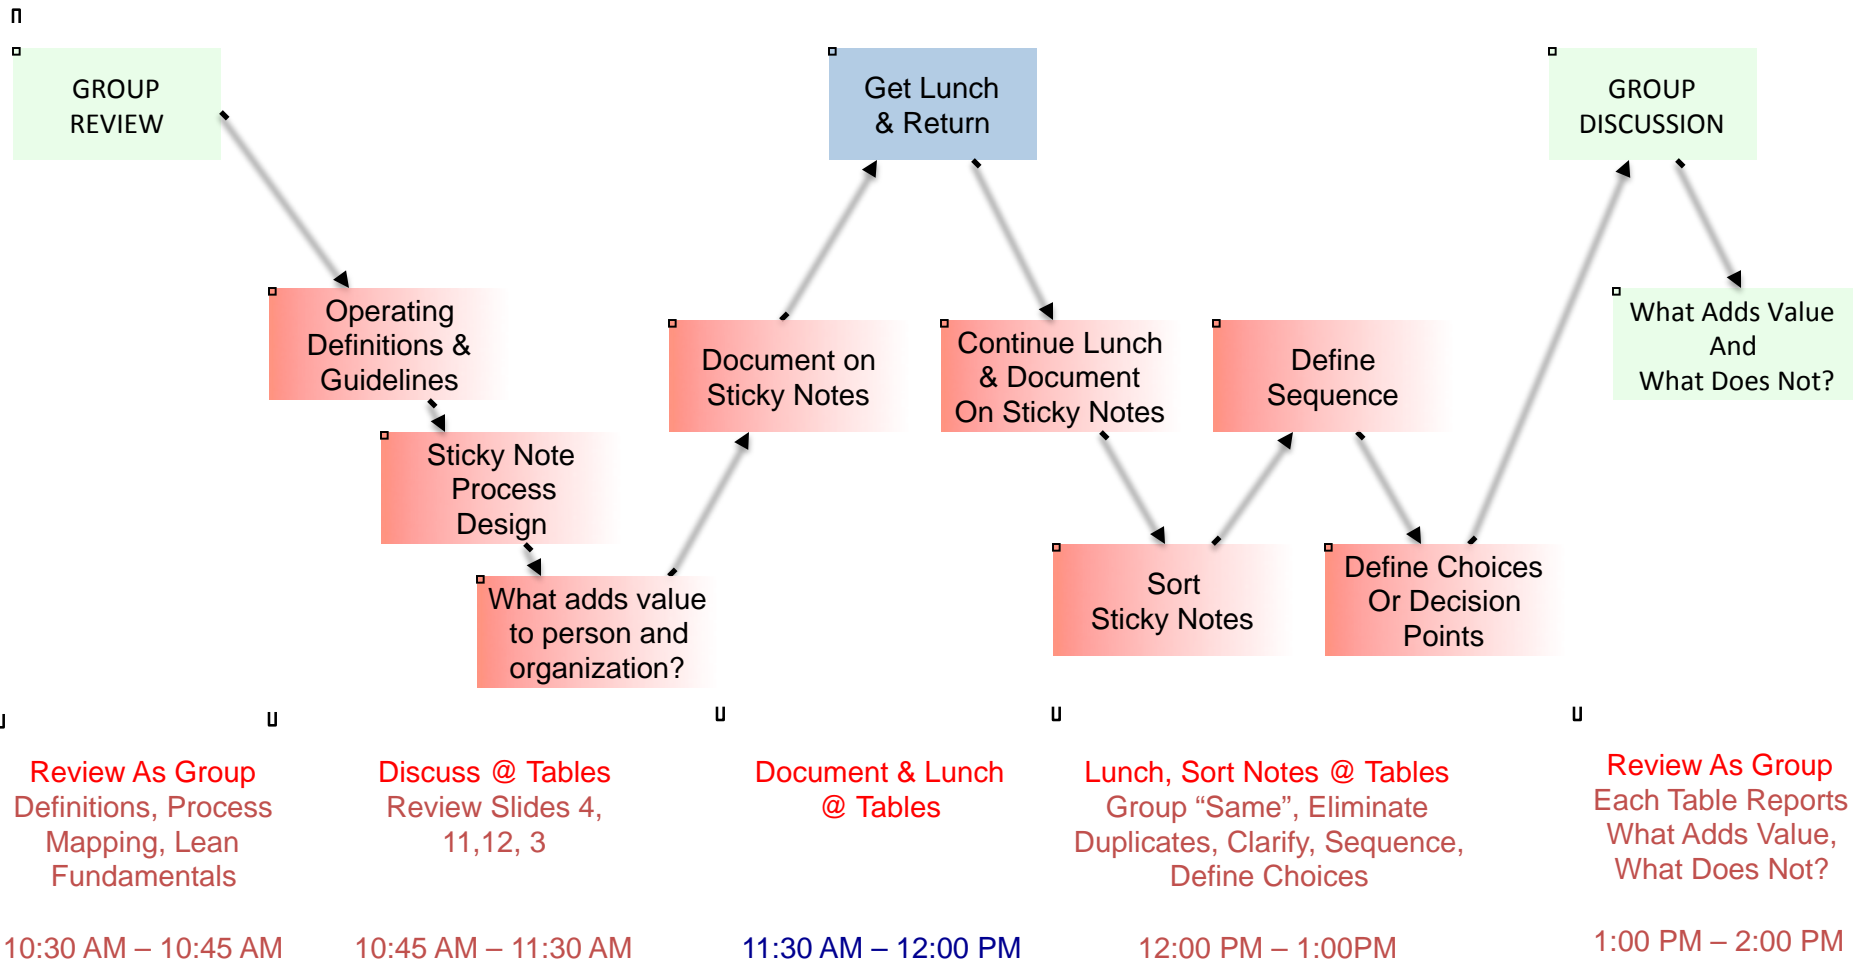 GROUP
REVIEW
Operating
Definitions &
Guidelines
Sticky Note
Process
Design
What adds value
to person and
organization?
Document on
Sticky Notes
Get Lunch
& Return
Continue Lunch
& Document
On Sticky Notes
Sort
Sticky Notes
Define
Sequence
Define Choices
Or Decision
Points
GROUP
DISCUSSION
What Adds Value
And
What Does Not?
Review As Group
Definitions, Process
Mapping, Lean
Fundamentals
10:30 AM – 10:45 AM
Discuss @ Tables
Review Slides 4,
11,12, 3
10:45 AM – 11:30 AM
Document & Lunch
@ Tables
11:30 AM – 12:00 PM
Lunch, Sort Notes @ Tables
Group “Same”, Eliminate
Duplicates, Clarify, Sequence,
Define Choices
12:00 PM – 1:00PM
Review As Group
Each Table Reports
What Adds Value,
What Does Not?
1:00 PM – 2:00 PM